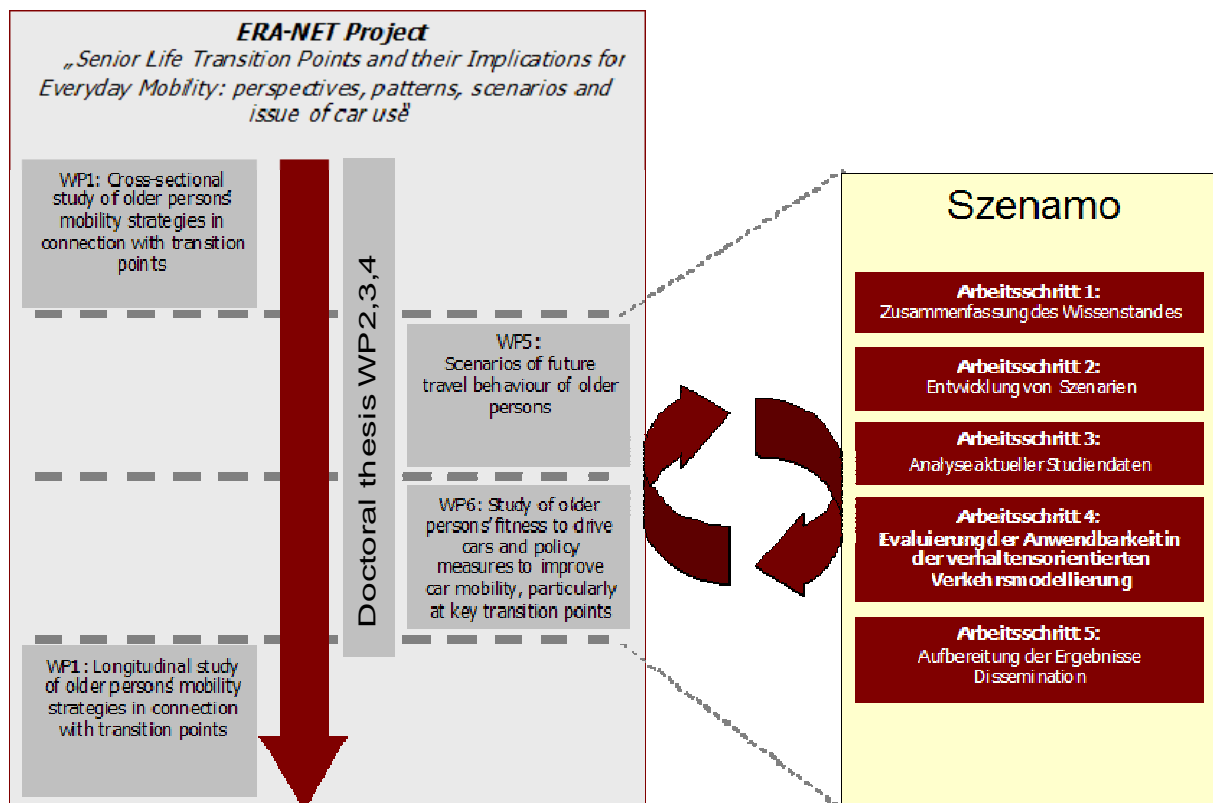 ERA-NET Project
„Senior Life Transition Points and their Implications for
Everyday Mobility: perspectives, patterns, scenarios and
issue of car use”
WP1: Cross-sectional
study of older persons'
mobility strategies in
connection with transition
points
Doctoral thesis WP2,3,4
WP5:
Scenarios of future
travel behaviour of older
persons
WP6: Study of older
persons' fitness to drive
cars and policy
measures to improve
car mobility, particularly
at key transition points
WP1: Longitudinal study
of older persons' mobility
strategies in connection
with transition points
Szenamo
Arbeitsschritt 1:
Zusammenfassung des Wissenstandes
Arbeitsschritt 2:
Entwicklung von Szenarien
Arbeitsschritt 3:
Analyse aktueller Studiendaten
Arbeitsschritt 4:
Evaluierung der Anwendbarkeit in
der verhaltensorientierten
Verkehrsmodellierung
Arbeitsschritt 5:
Aufbereitung der Ergebnisse
Dissemination